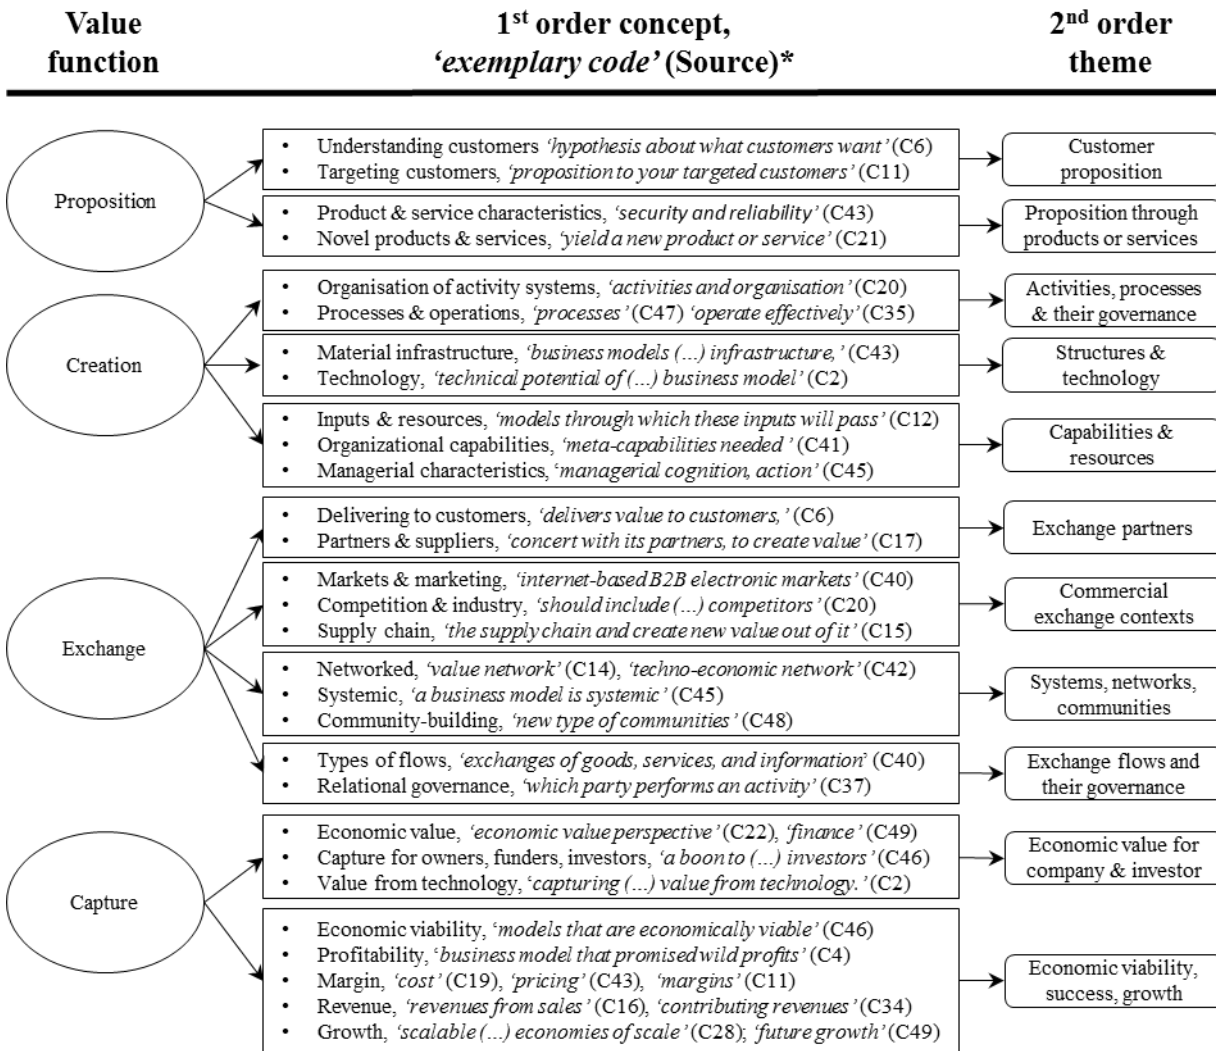 Value function
1st order concept, ‘exemplary code’ (Source)*
2nd order theme
Proposition
• Understanding customers ‘hypothesis about what customers want’ (C6)
• Targeting customers, ‘proposition to your targeted customers’ (C11)
Customer proposition
• Product & service characteristics, ‘security and reliability’ (C43)
• Novel products & services, ‘yield a new product or service’ (C21)
Proposition through products or services
Creation
• Organisation of activity systems, ‘activities and organisation’ (C20)
• Processes & operations, ‘processes’ (C47) ‘operate effectively’ (C35)
Activities, processes & their governance
• Material infrastructure, ‘business models (...) infrastructure,’ (C43)
• Technology, ‘technical potential of (...) business model’ (C2)
Structures & technology
• Inputs & resources, ‘models through which these inputs will pass’ (C12)
• Organizational capabilities, ‘meta-capabilities needed ’ (C41)
• Managerial characteristics, ‘managerial cognition, action’ (C45)
Capabilities & resources
Exchange
• Delivering to customers, ‘delivers value to customers,’ (C6)
• Partners & suppliers, ‘concert with its partners, to create value’ (C17)
Exchange partners
• Markets & marketing, ‘internet-based B2B electronic markets’ (C40)
• Competition & industry, ‘should include (...) competitors’ (C20)
• Supply chain, ‘the supply chain and create new value out of it’ (C15)
Commercial exchange contexts
• Networked, ‘value network’ (C14), ‘techno-economic network’ (C42)
• Systemic, ‘a business model is systemic’ (C45)
• Community-building, ‘new type of communities’ (C48)
Systems, networks, communities
• Types of flows, ‘exchanges of goods, services, and information’ (C40)
• Relational governance, ‘which party performs an activity’ (C37)
Exchange flows and their governance
Capture
• Economic value, ‘economic value perspective’ (C22), ‘finance’ (C49)
• Capture for owners, funders, investors, ‘a boon to (...) investors’ (C46)
• Value from technology, ‘capturing (...) value from technology.’ (C2)
Economic value for company & investor
• Economic viability, ‘models that are economically viable’ (C46)
• Profitability, ‘business model that promised wild profits’ (C4)
• Margin, ‘cost’ (C19), ‘pricing’ (C43), ‘margins’ (C11)
• Revenue, ‘revenues from sales’ (C16), ‘contributing revenues’ (C34)
• Growth, ‘scalable (...) economies of scale’ (C28); ‘future growth’ (C49)
Economic viability, success, growth